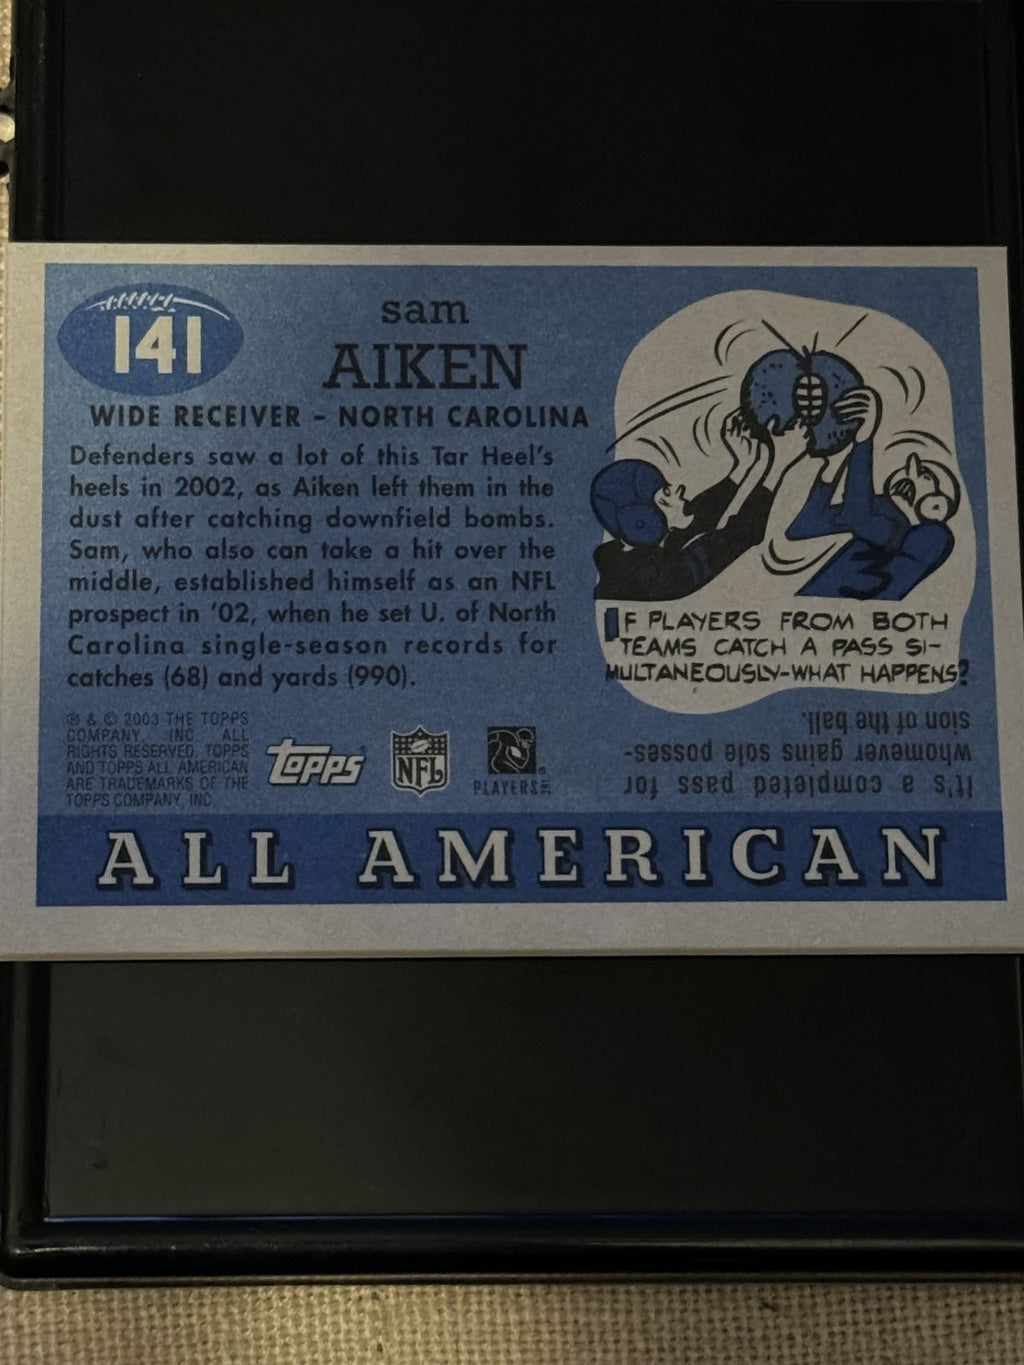 141
sam
AIKEN
WIDE RECEIVER - NORTH CAROLINA
Defenders saw a lot of this Tar Heel's
heels in 2002, as Aiken left them in the
dust after catching downfield bombs.
Sam, who also can take a hit over the
middle, established himself as an NFL
prospect in '02, when he set U. of North
Carolina single-season records for
catches (68) and yards (990).
IF PLAYERS FROM BOTH
TEAMS CATCH A PASS SI-
MULTANEOUSLY-WHAT HAPPENS?
It's a completed pass for
whomever gains sole posses-
sion of the ball.
® & © 2003 THE TOPPS
COMPANY, INC. ALL
RIGHTS RESERVED. TOPPS
AND TOPPS ALL AMERICAN
ARE TRADEMARKS OF THE
TOPPS COMPANY, INC.
topps
NFL
PLAYERS INC
ALL AMERICAN